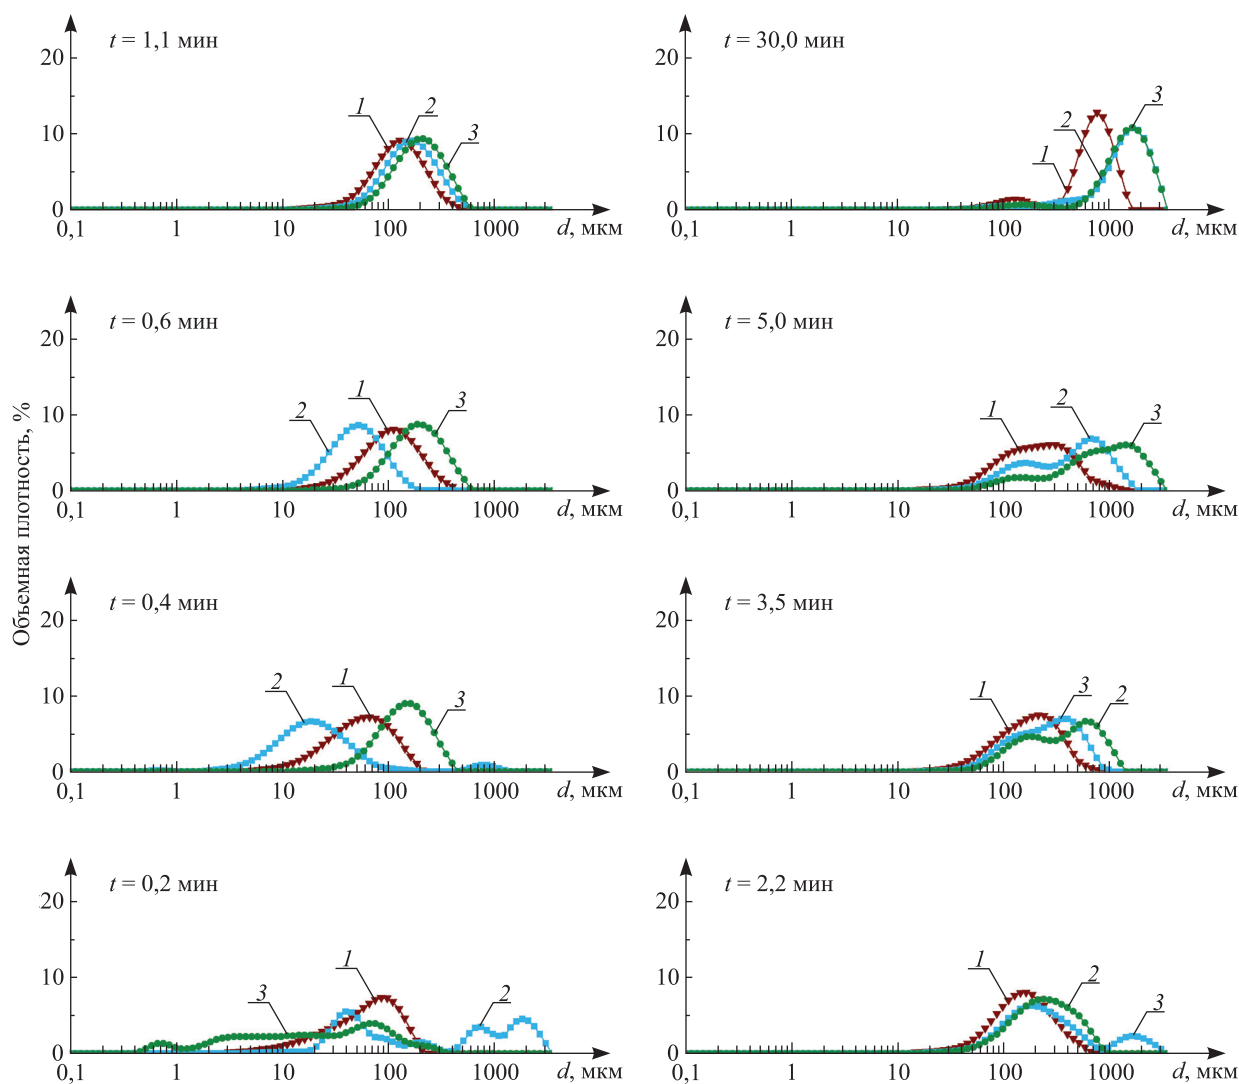 Объемная плотность, %
t = 1,1 мин
20
10
0
1 2 3
0,1 1 10 100 1000 d, мкм
t = 30,0 мин
20
10
0
1 2 3
0,1 1 10 100 1000 d, мкм
t = 0,6 мин
20
10
0
2 1 3
0,1 1 10 100 1000 d, мкм
t = 5,0 мин
20
10
0
1 2 3
0,1 1 10 100 1000 d, мкм
t = 0,4 мин
20
10
0
2 1 3
0,1 1 10 100 1000 d, мкм
t = 3,5 мин
20
10
0
1 3 2
0,1 1 10 100 1000 d, мкм
t = 0,2 мин
20
10
0
3 1 2
0,1 1 10 100 1000 d, мкм
t = 2,2 мин
20
10
0
1 2 3
0,1 1 10 100 1000 d, мкм